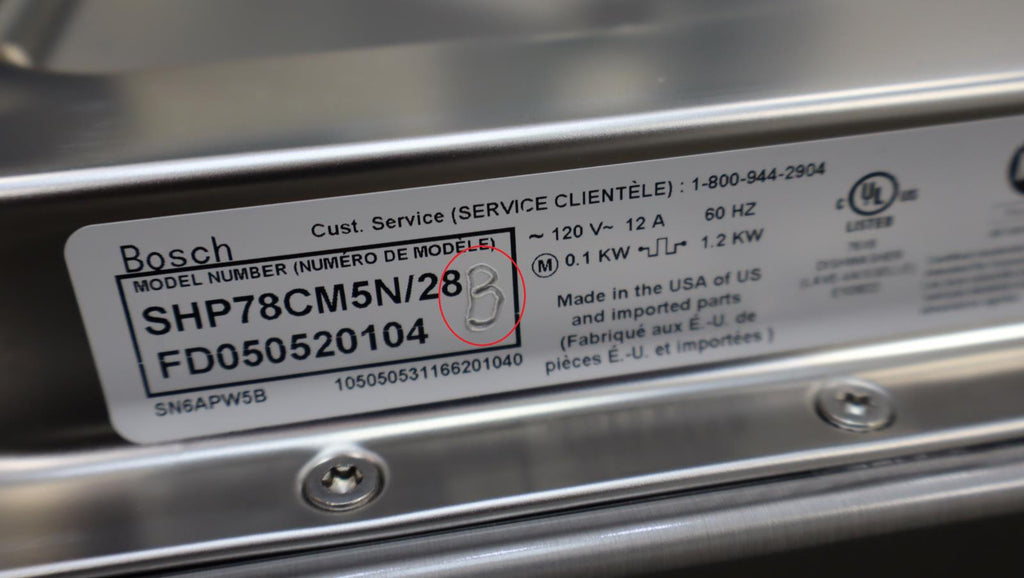 Bosch
Cust. Service (SERVICE CLIENTÈLE) : 1-800-944-2904
MODEL NUMBER (NUMÉRO DE MODÈLE)
SHP78CM5N/28
B
FD050520104
SN6APW5B
105050531166201040
~ 120 V~ 12 A 60 HZ
M 0.1 KW 1.2 KW
Made in the USA of US
and imported parts
(Fabriqué aux É.-U. de
pièces É.-U. et importées )
c UL us
LISTED